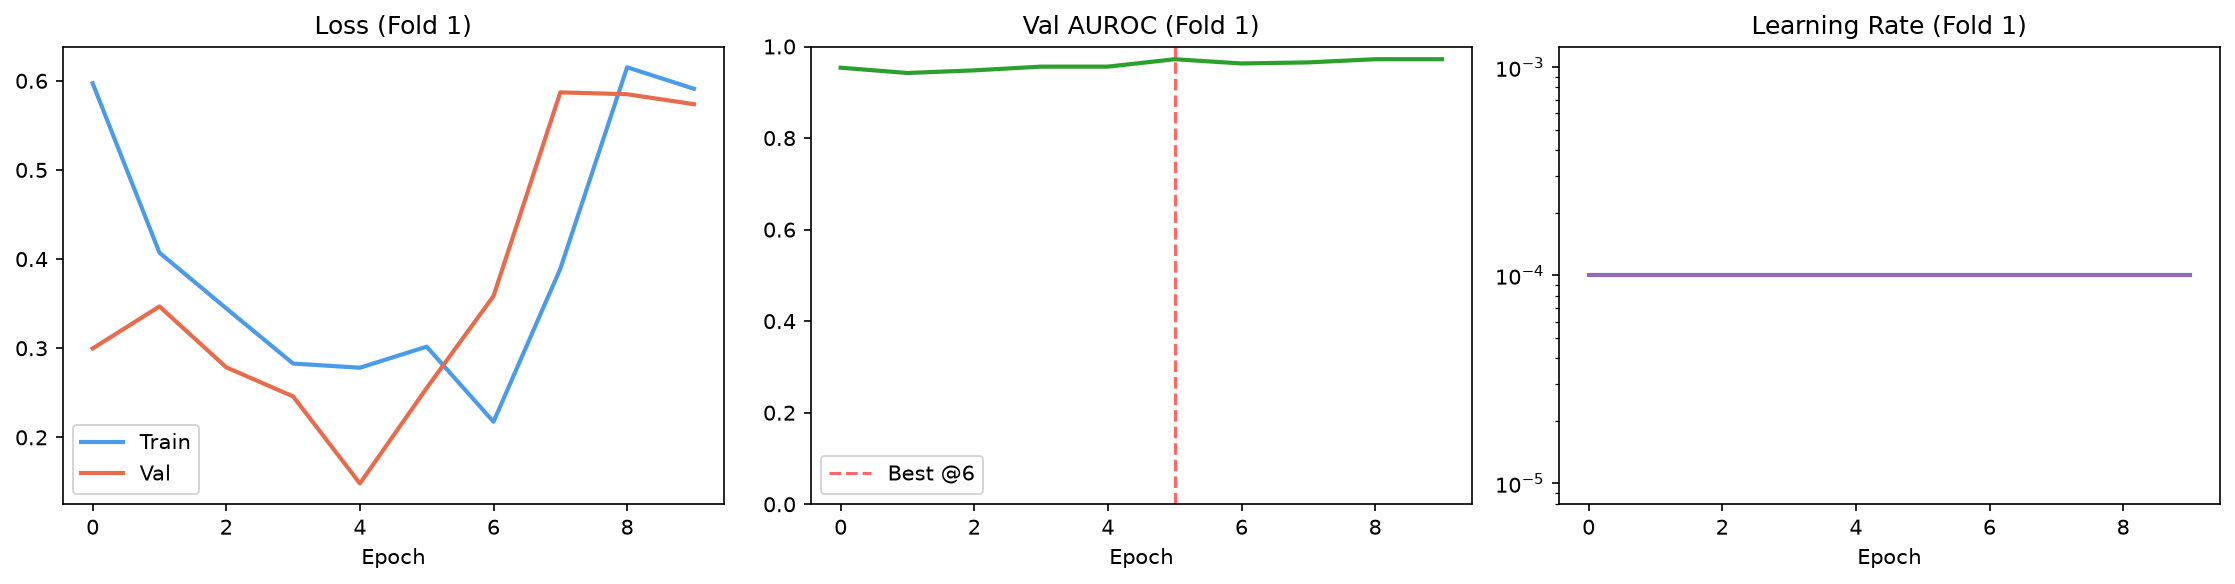 Loss (Fold 1)
0.6
0.5
0.4
0.3
0.2
Train
Val
0 2 4 6 8
Epoch
Val AUROC (Fold 1)
1.0
0.8
0.6
0.4
0.2
0.0
Best @6
0 2 4 6 8
Epoch
Learning Rate (Fold 1)
10⁻³
10⁻⁴
10⁻⁵
0 2 4 6 8
Epoch